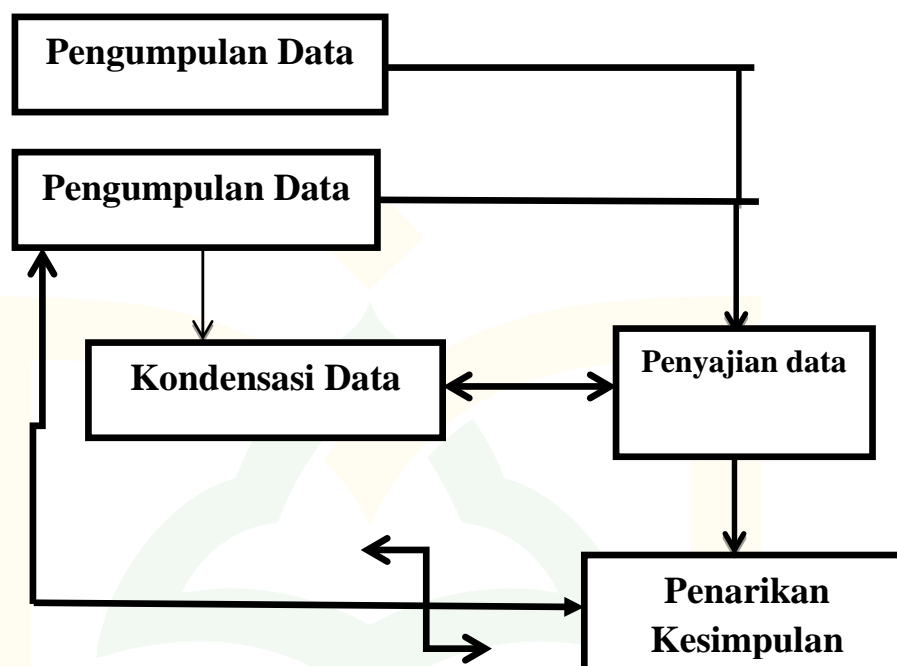 Pengumpulan Data
Pengumpulan Data
Kondensasi Data
Penyajian data
Penarikan
Kesimpulan